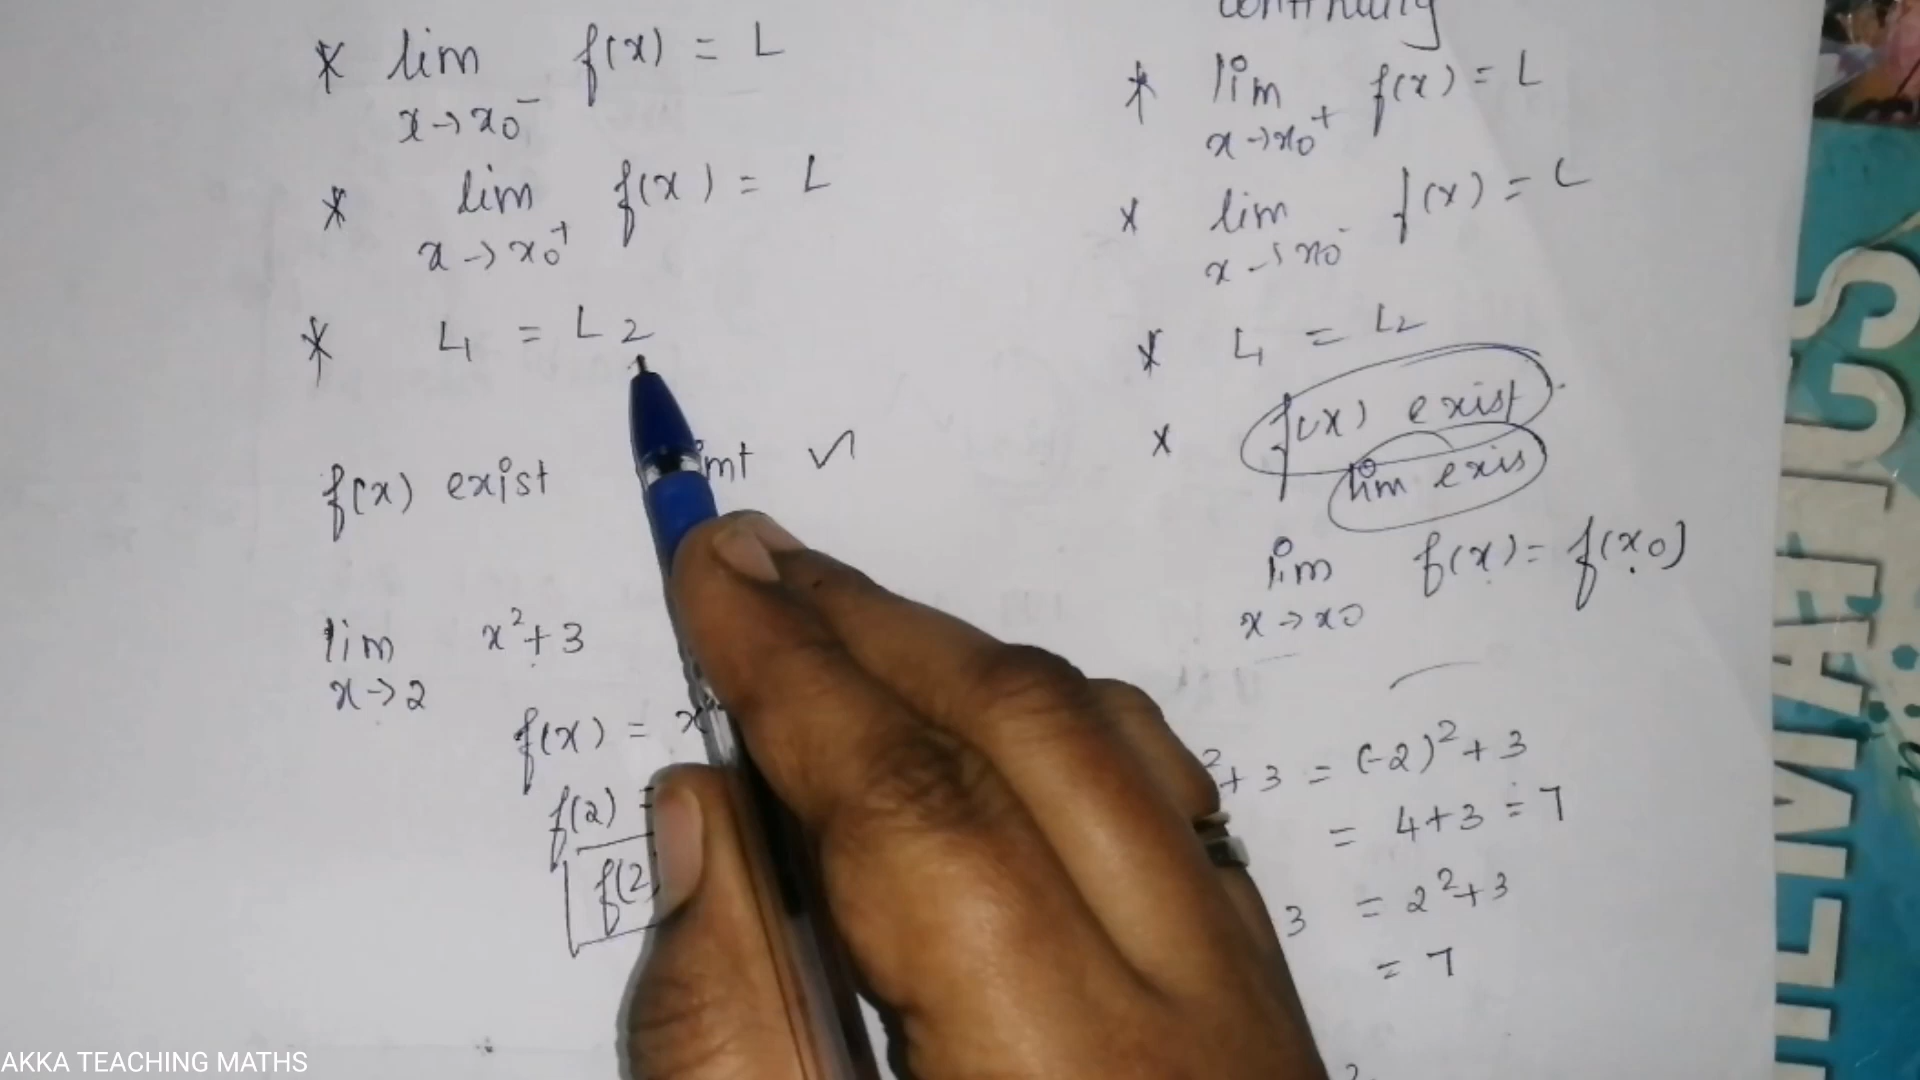 * lim f(x) = L
x→x0⁻
* lim f(x) = L
x→x0⁺
* L1 = L2
f(x) exist ✓
lim x²+3
x→2
f(x) = x
f(2) =
f(2)
* lim f(x) = L
x→x0⁺
* lim f(x) = L
x→x0⁻
* L1 = L2
* f(x) exist
lim exis
lim f(x) = f(x0)
x→x0
²+3 = (-2)²+3
= 4+3 = 7
3 = 2²+3
= 7
AKKA TEACHING MATHS